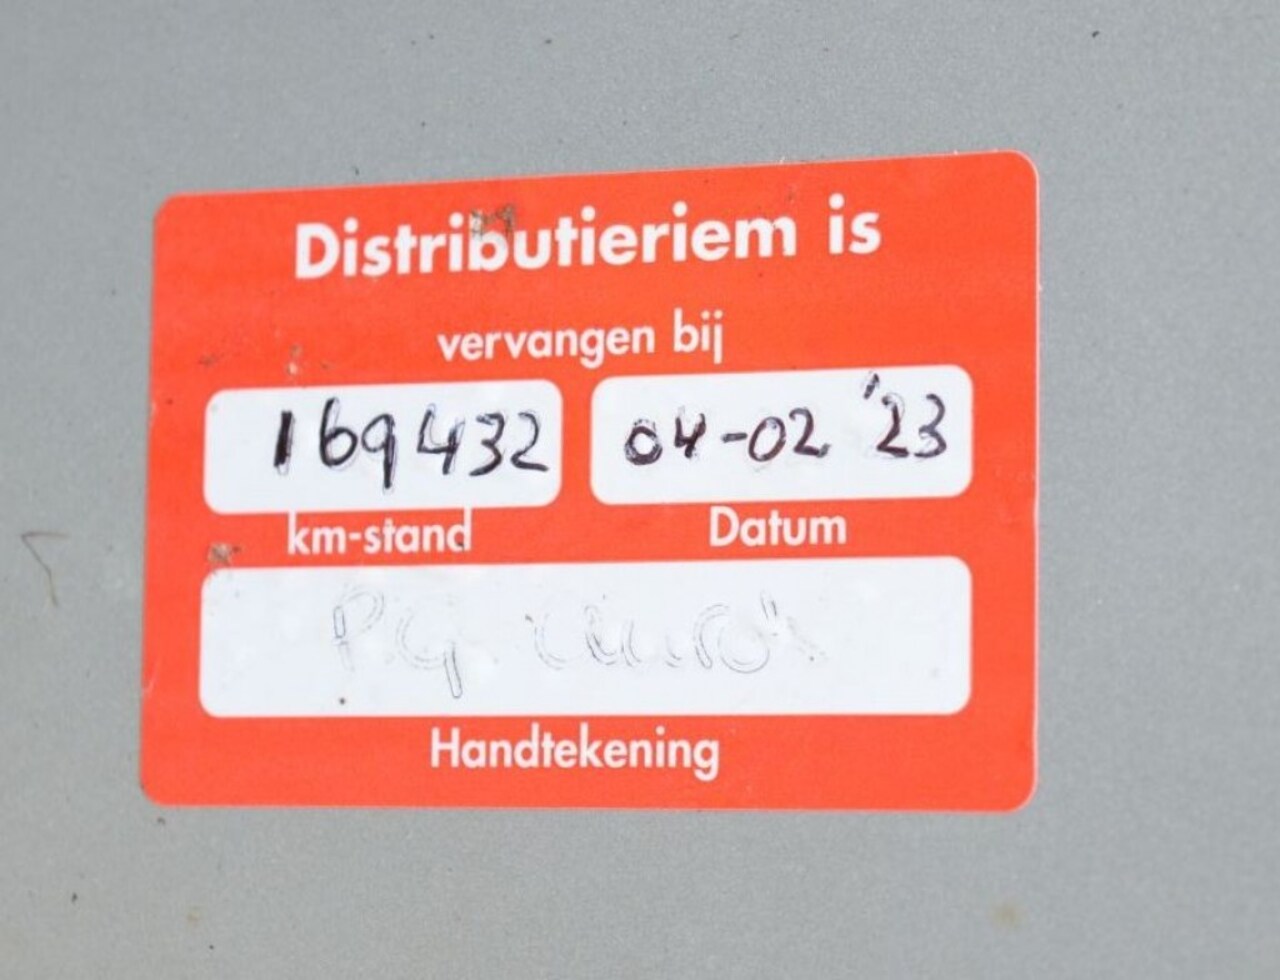 Distributieriem is
vervangen bij
169432 04-02 '23
km-stand Datum
Handtekening